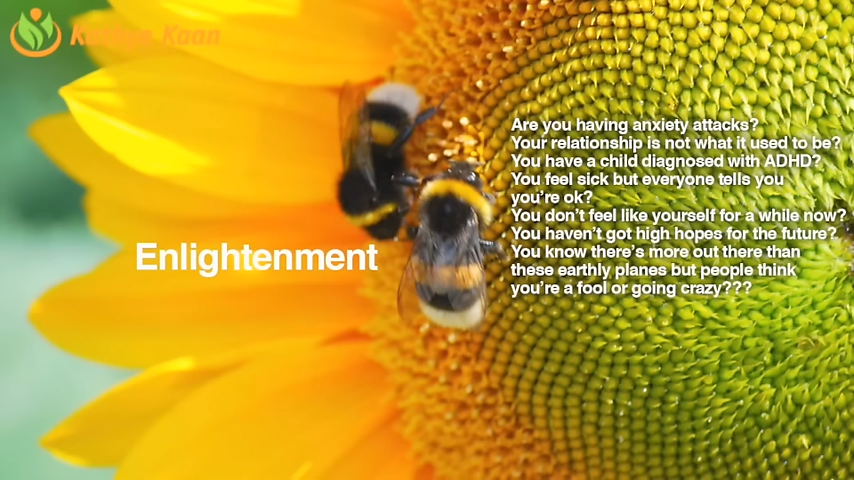 Kaan
Are you having anxiety attacks?
Your relationship is not what it used to be?
You have a child diagnosed with ADHD?
You feel sick but everyone tells you
you're ok?
You don't feel like yourself for a while now?
You haven't got high hopes for the future?
You know there's more out there than
these earthly planes but people think
you're a fool or going crazy???
Enlightenment